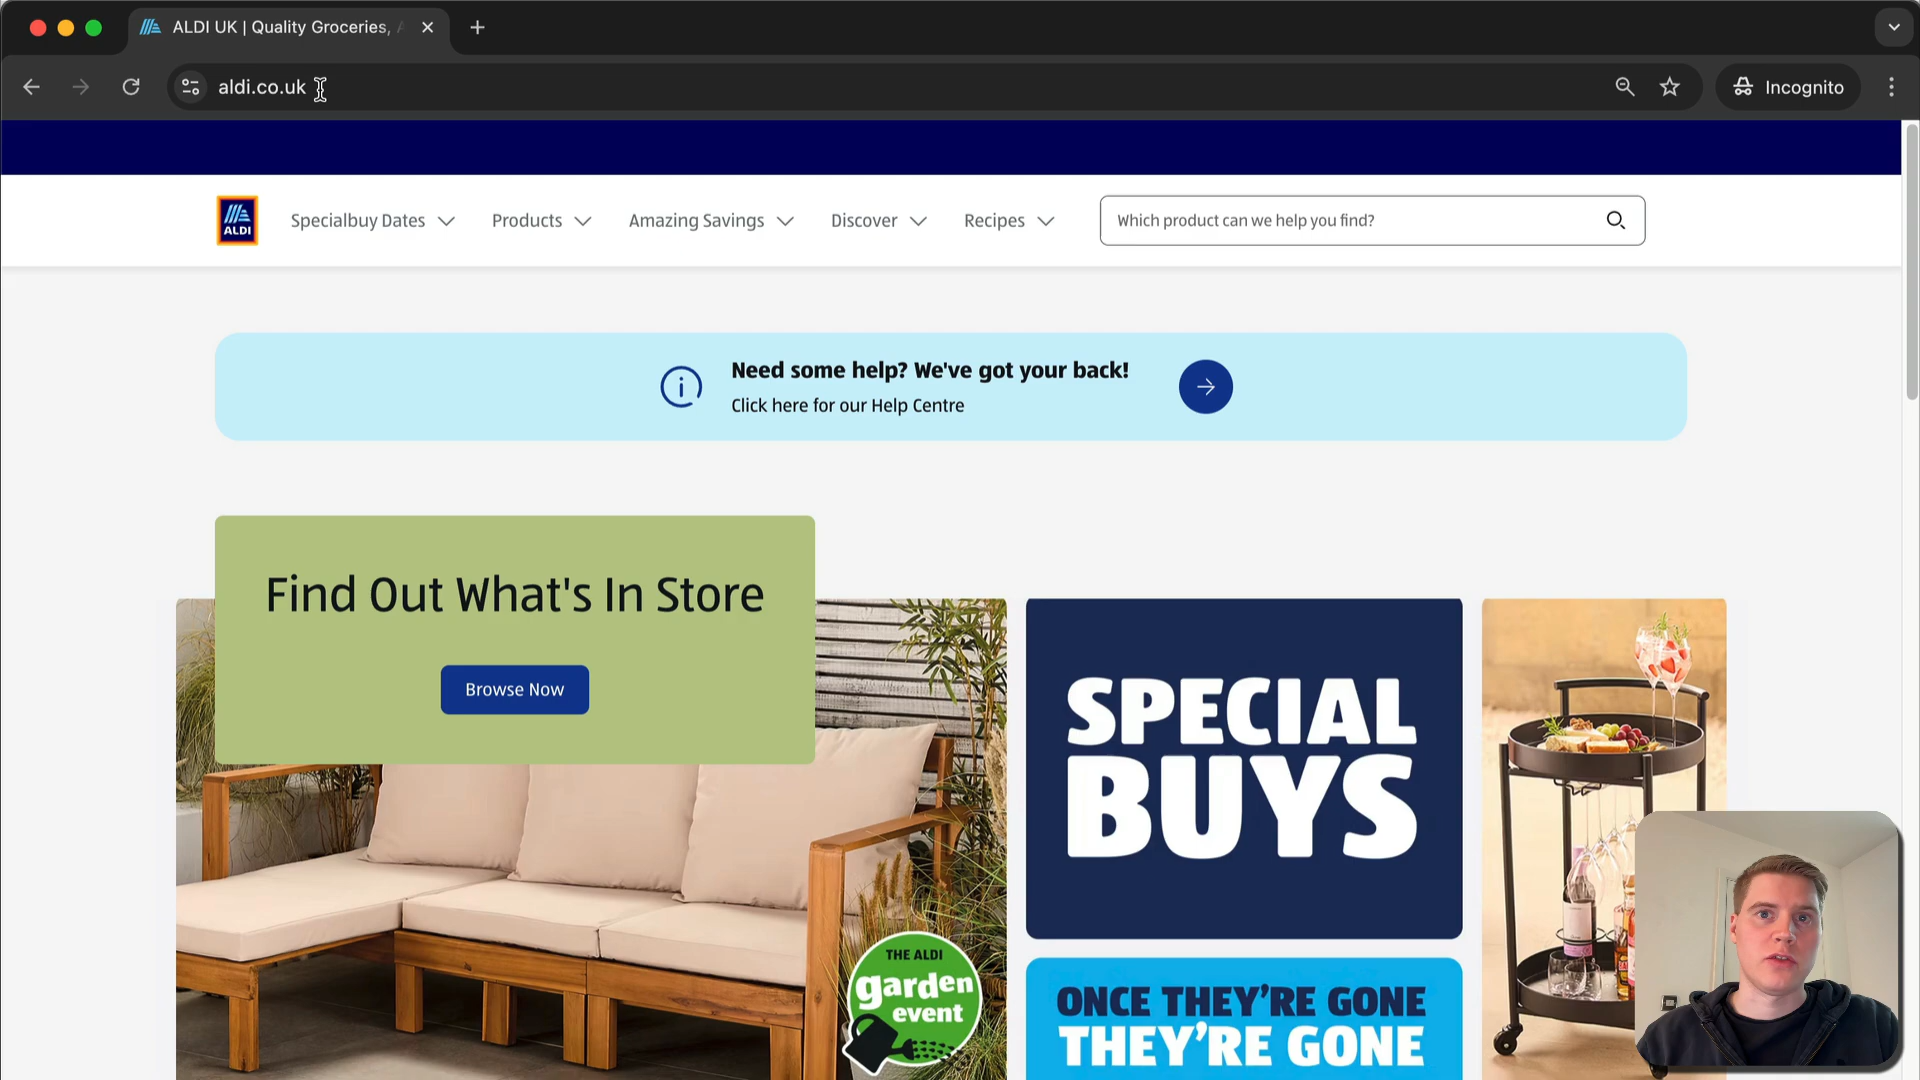 ALDI UK | Quality Groceries,
aldi.co.uk
Incognito
ALDI
Specialbuy Dates
Products
Amazing Savings
Discover
Recipes
Which product can we help you find?
Need some help? We've got your back!
Click here for our Help Centre
Find Out What's In Store
Browse Now
SPECIAL
BUYS
THE ALDI
garden
event
ONCE THEY'RE GONE
THEY'RE GONE